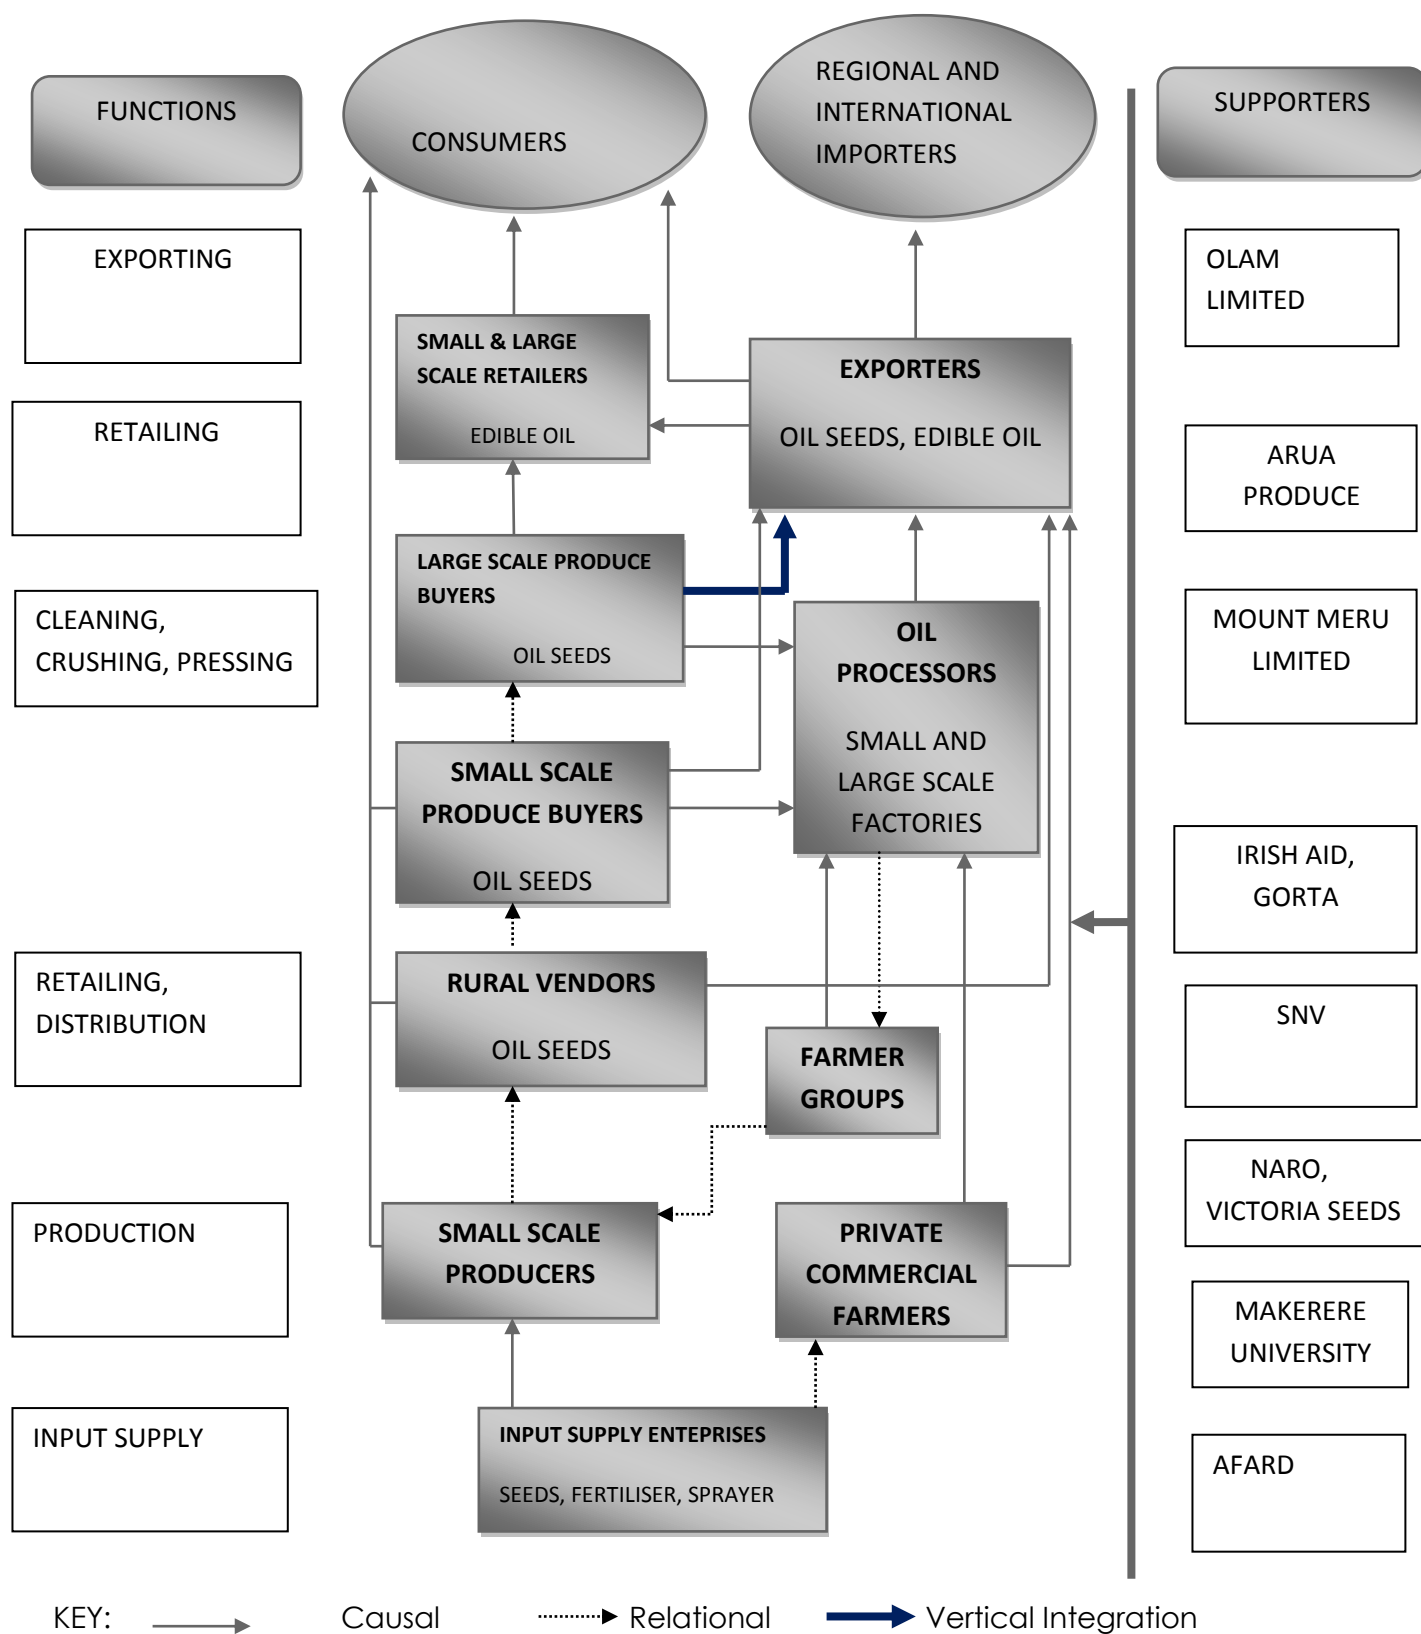 FUNCTIONS
CONSUMERS
REGIONAL AND
INTERNATIONAL
IMPORTERS
SUPPORTERS
EXPORTING
OLAM
LIMITED
SMALL & LARGE
SCALE RETAILERS
EDIBLE OIL
EXPORTERS
OIL SEEDS, EDIBLE OIL
RETAILING
ARUA
PRODUCE
LARGE SCALE PRODUCE
BUYERS
OIL SEEDS
CLEANING,
CRUSHING, PRESSING
OIL
PROCESSORS
SMALL AND
LARGE SCALE
FACTORIES
MOUNT MERU
LIMITED
SMALL SCALE
PRODUCE BUYERS
OIL SEEDS
IRISH AID,
GORTA
RETAILING,
DISTRIBUTION
RURAL VENDORS
OIL SEEDS
FARMER
GROUPS
SNV
PRODUCTION
SMALL SCALE
PRODUCERS
PRIVATE
COMMERCIAL
FARMERS
NARO,
VICTORIA SEEDS
MAKERERE
UNIVERSITY
INPUT SUPPLY
INPUT SUPPLY ENTEPRISES
SEEDS, FERTILISER, SPRAYER
AFARD
KEY: Causal Relational Vertical Integration